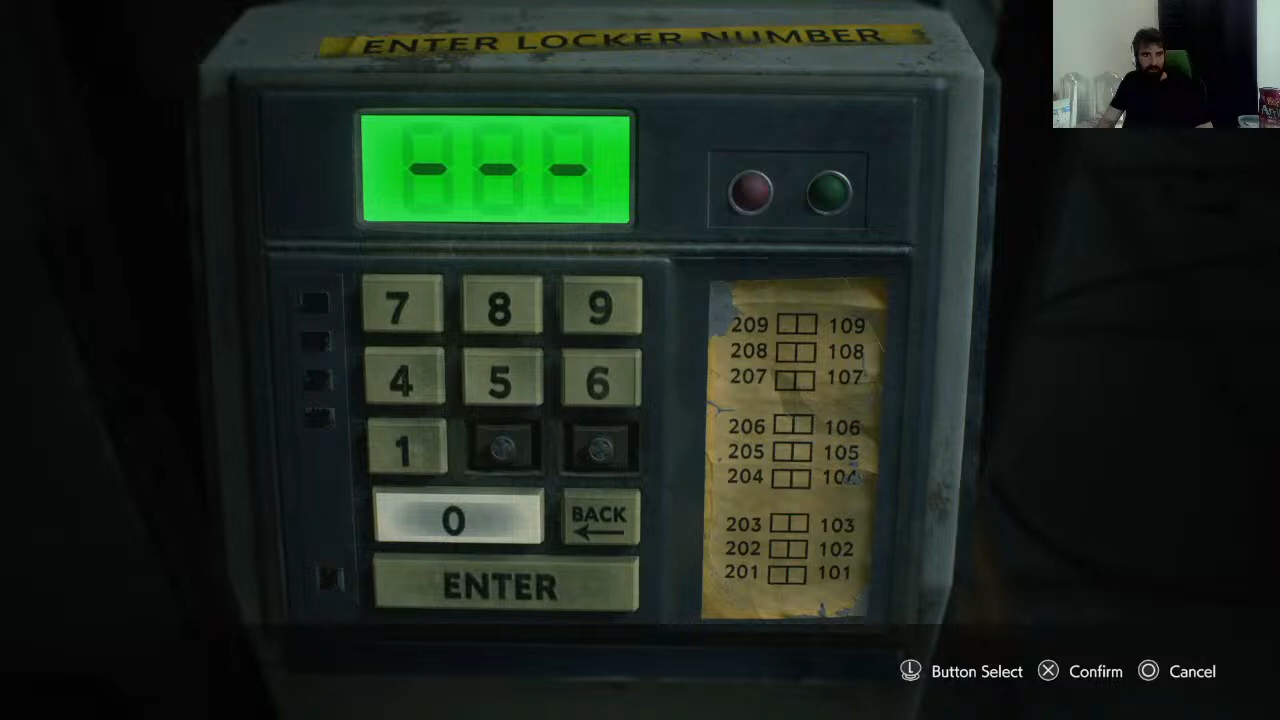 ENTER LOCKER NUMBER
7 8 9
4 5 6
1
0 BACK
ENTER
209 109
208 108
207 107
206 106
205 105
204 104
203 103
202 102
201 101
L Button Select Confirm Cancel